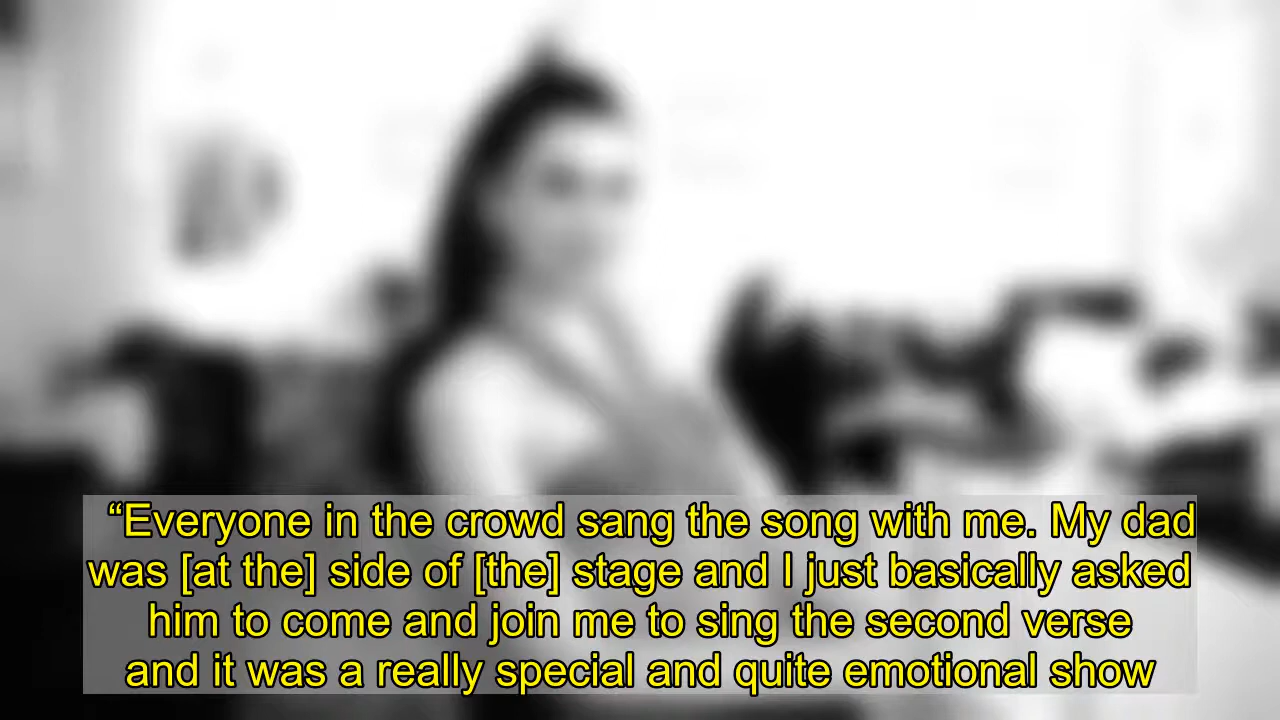 “Everyone in the crowd sang the song with me. My dad
was [at the] side of [the] stage and I just basically asked
him to come and join me to sing the second verse
and it was a really special and quite emotional show